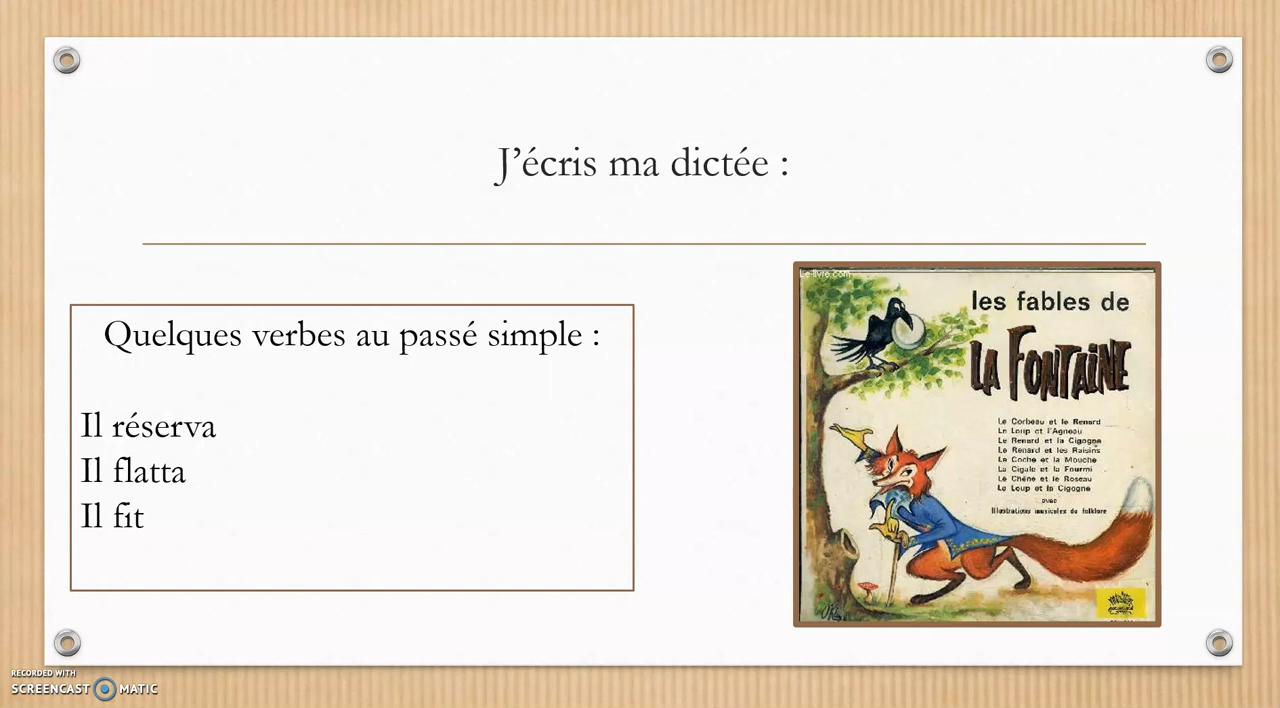 J'écris ma dictée :
Quelques verbes au passé simple :
Il réserva
Il flatta
Il fit
Le-livre.com
les fables de
LA FONTAINE
Le Corbeau et le Renard
Le Loup et l'Agneau
Le Renard et la Cigogne
Le Renard et les Raisins
Le Coche et la Mouche
La Cigale et la Fourmi
Le Chêne et le Roseau
Le Loup et la Cigogne
avec
Illustrations musicales du folklore
RECORDED WITH
SCREENCAST MATIC